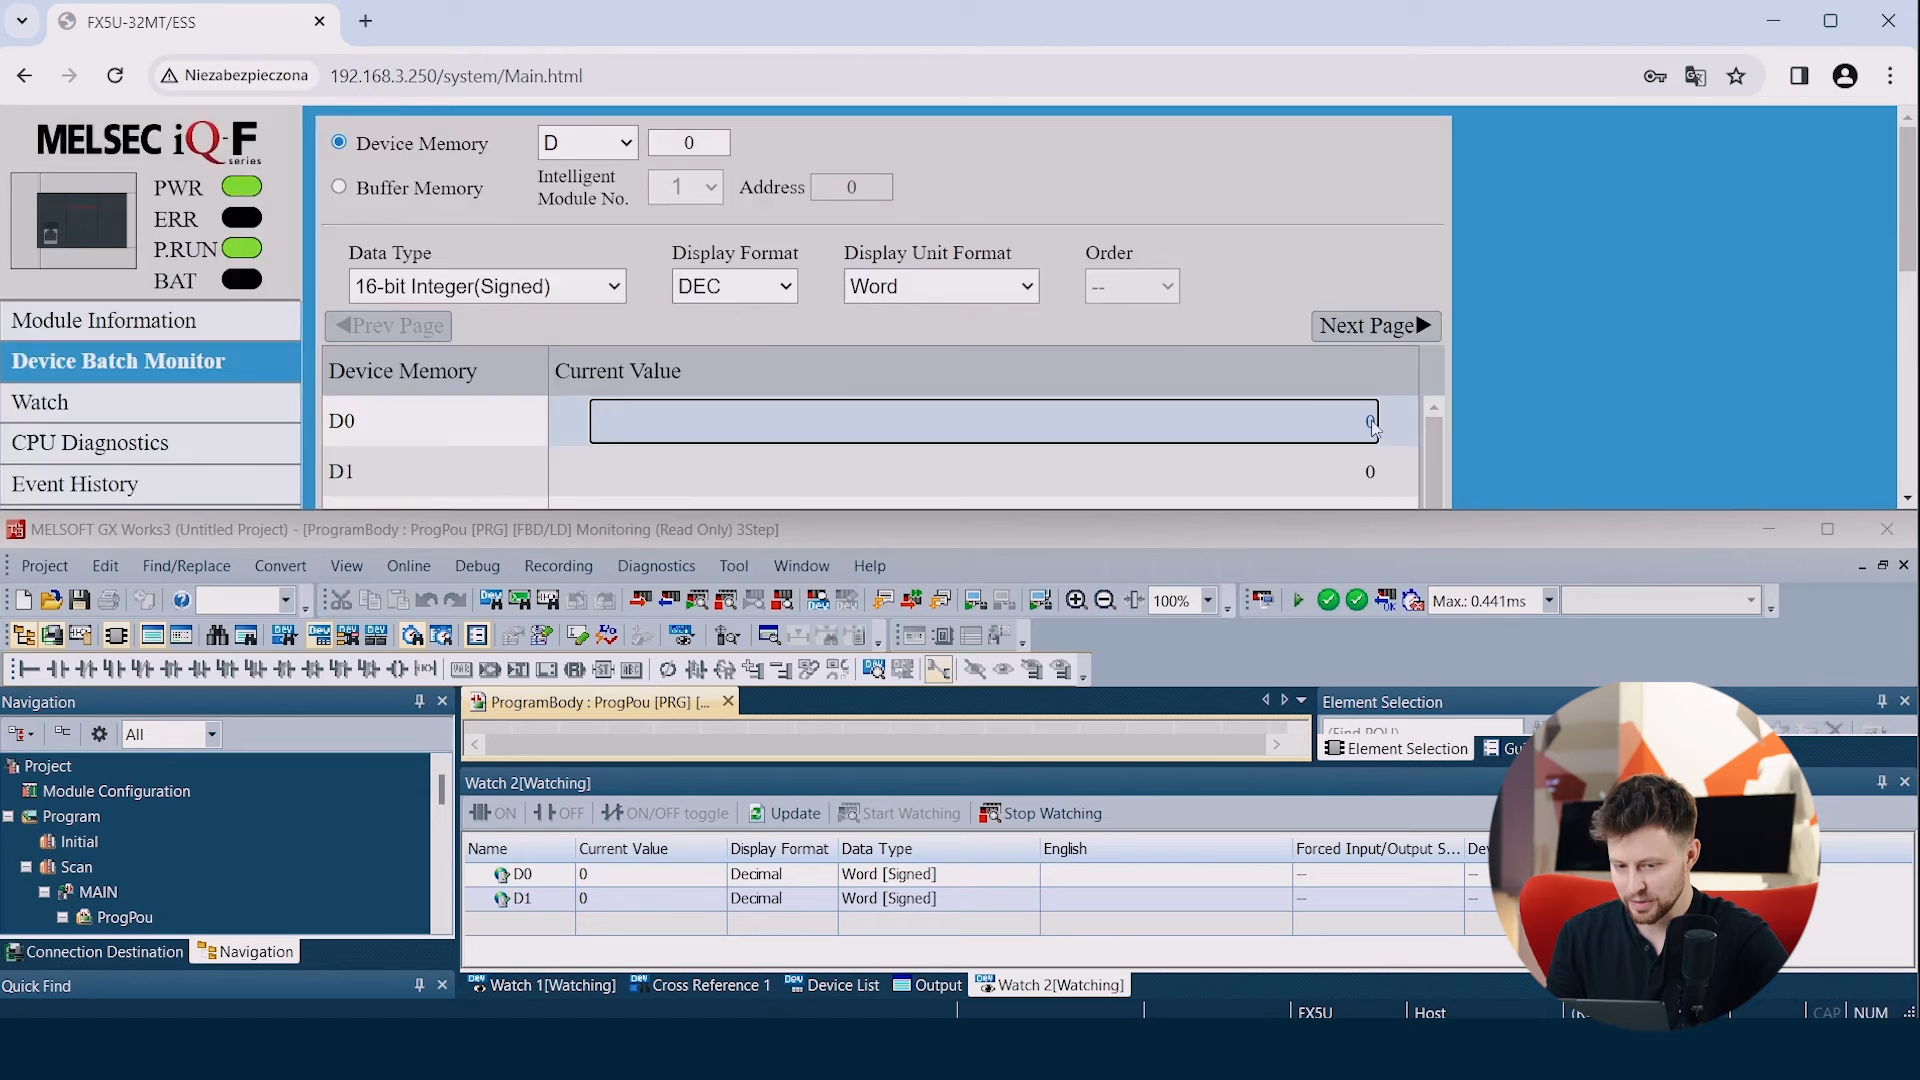 FX5U-32MT/ESS
Niezabezpieczona 192.168.3.250/system/Main.html
MELSEC iQ-F
series
PWR
ERR
P.RUN
BAT
Module Information
Device Batch Monitor
Watch
CPU Diagnostics
Event History
Device Memory D 0
Buffer Memory Intelligent Module No. 1 Address 0
Data Type Display Format Display Unit Format Order
16-bit Integer(Signed) DEC Word --
Prev Page Next Page
Device Memory Current Value
D0 0
D1 0
MELSOFT GX Works3 (Untitled Project) - [ProgramBody : ProgPou [PRG] [FBD/LD] Monitoring (Read Only) 3Step]
Project Edit Find/Replace Convert View Online Debug Recording Diagnostics Tool Window Help
100% Max.: 0.441ms
Navigation
All
Project
Module Configuration
Program
Initial
Scan
MAIN
ProgPou
Connection Destination Navigation
Quick Find
ProgramBody : ProgPou [PRG] [...
Element Selection
(Find POU)
Element Selection Gu
Watch 2[Watching]
ON OFF ON/OFF toggle Update Start Watching Stop Watching
Name Current Value Display Format Data Type English Forced Input/Output S... Dev
D0 0 Decimal Word [Signed] -- --
D1 0 Decimal Word [Signed] -- --
Watch 1[Watching] Cross Reference 1 Device List Output Watch 2[Watching]
FX5U Host CAP NUM